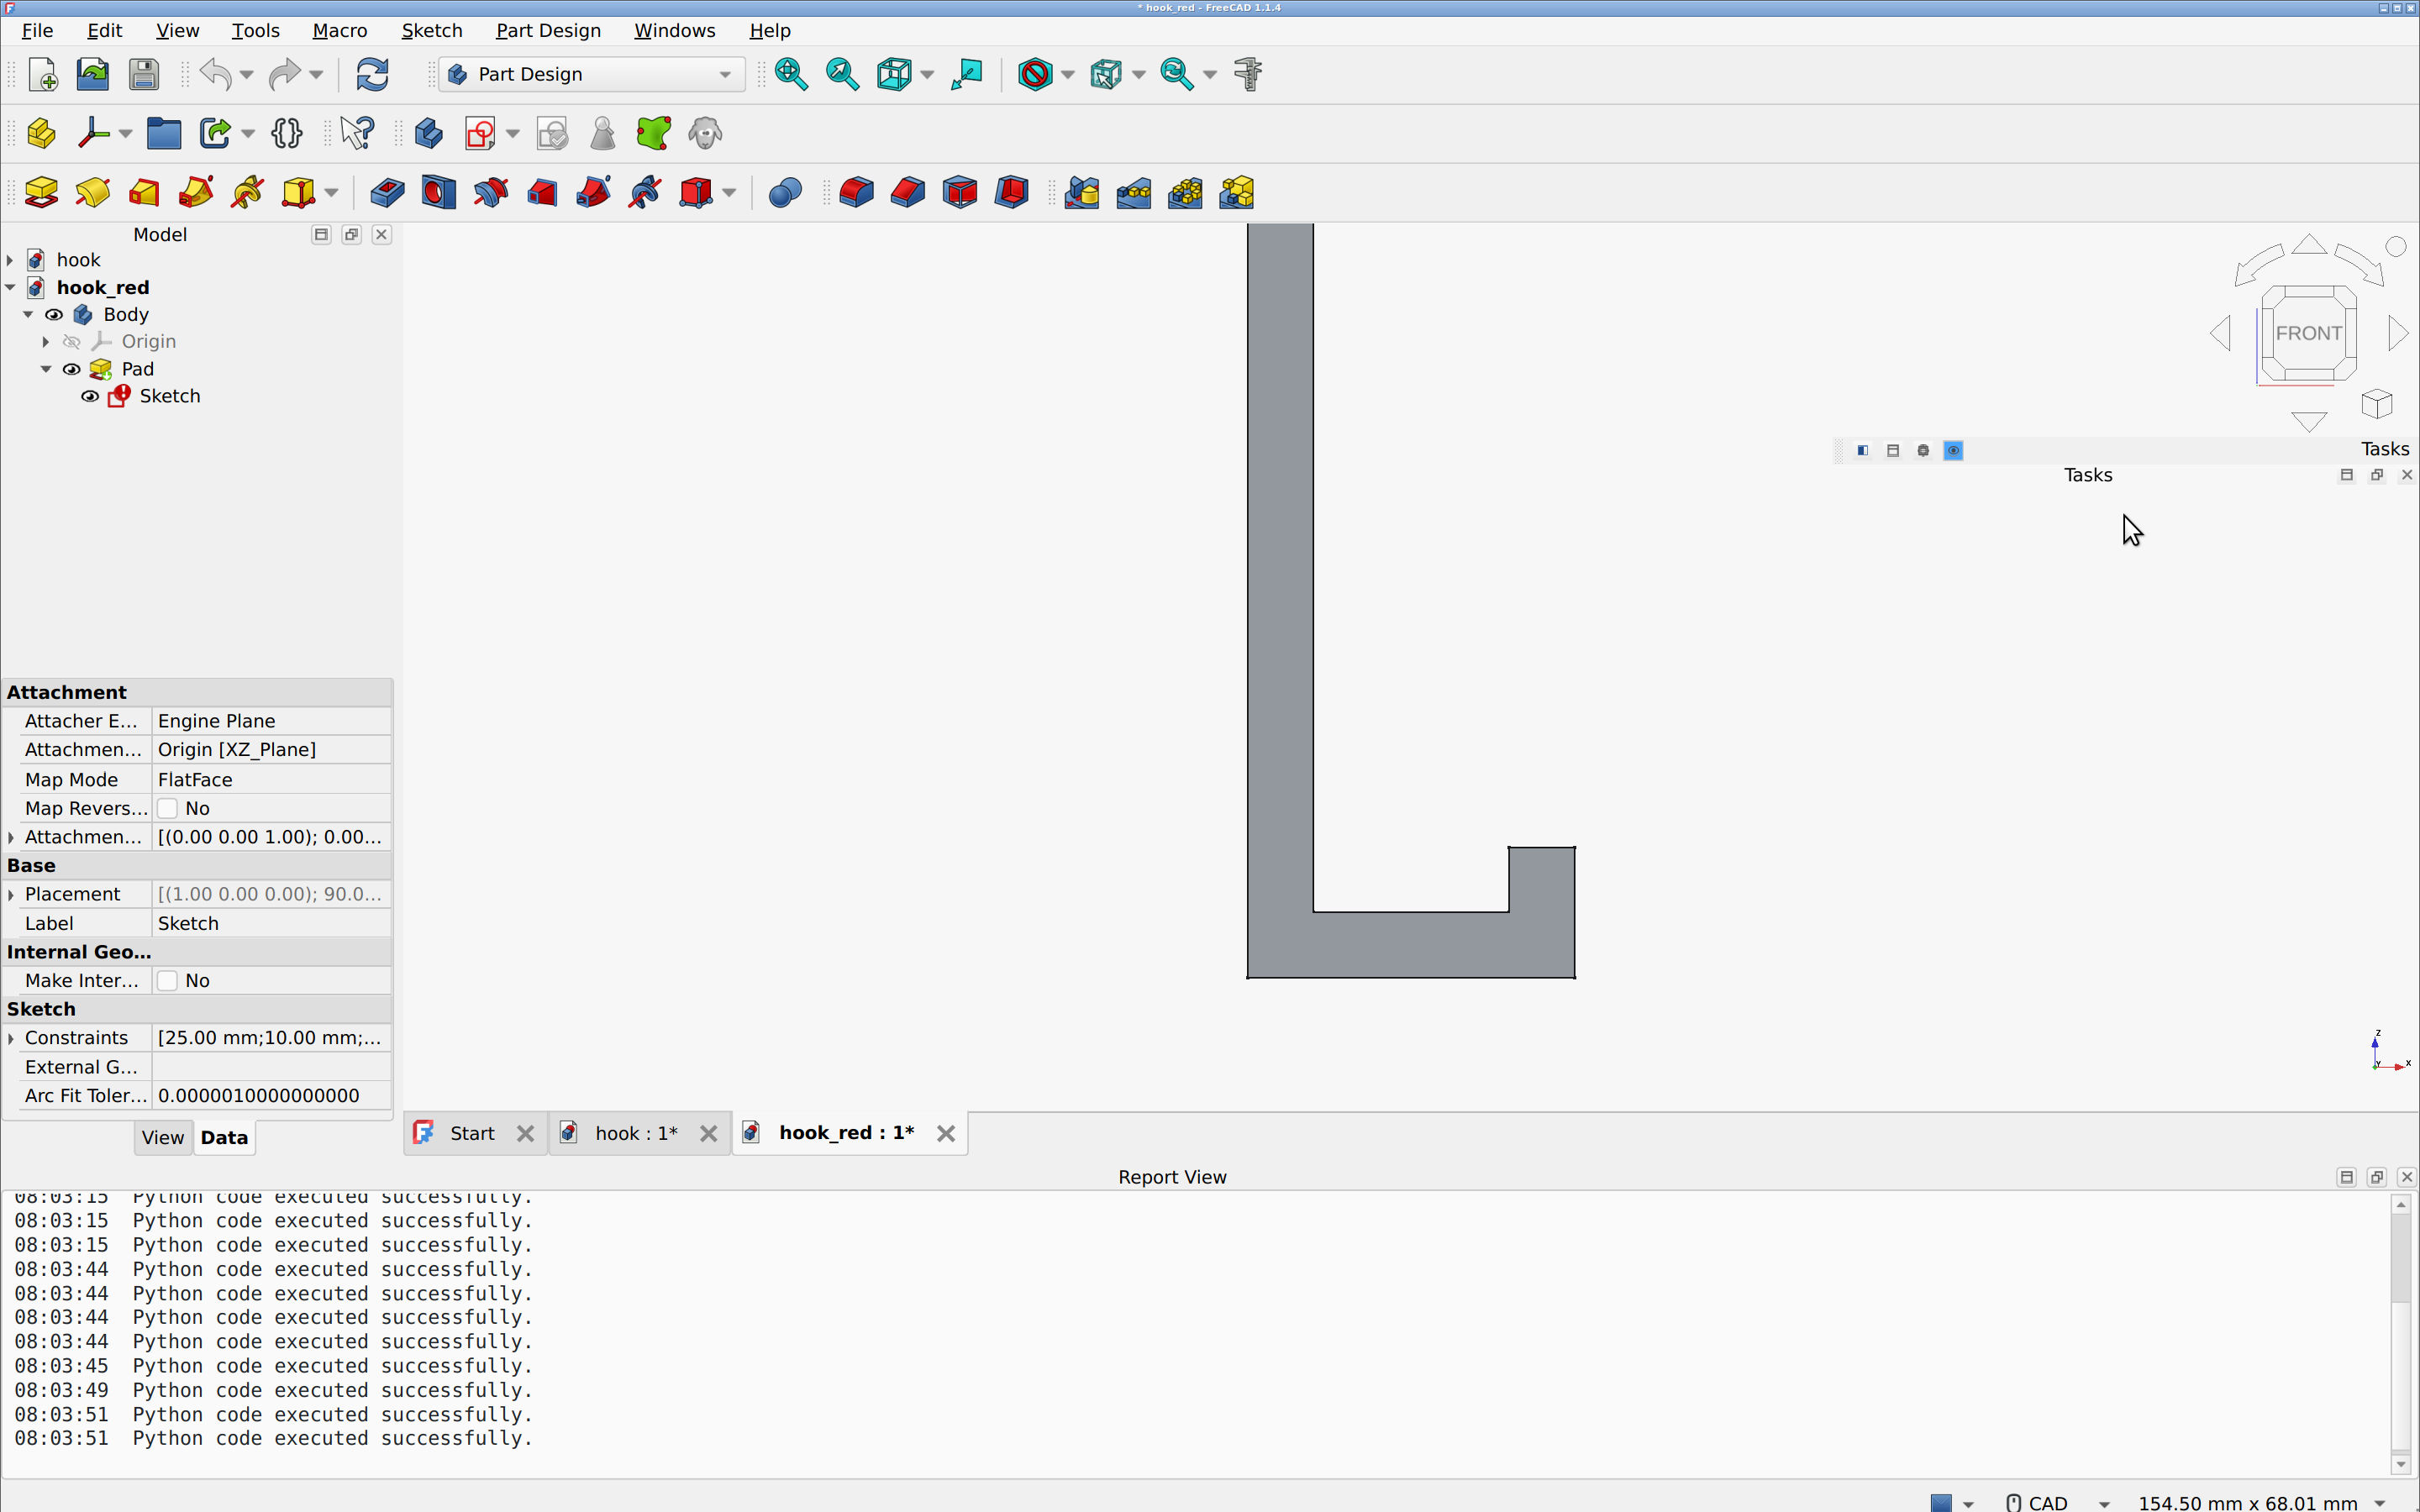 * hook_red - FreeCAD 1.1.4
File Edit View Tools Macro Sketch Part Design Windows Help
Part Design
Model
hook
hook_red
Body
Origin
Pad
Sketch
FRONT
Tasks
Tasks
Attachment
Attacher E... Engine Plane
Attachmen... Origin [XZ_Plane]
Map Mode FlatFace
Map Revers... No
Attachmen... [(0.00 0.00 1.00); 0.00...
Base
Placement [(1.00 0.00 0.00); 90.0...
Label Sketch
Internal Geo...
Make Inter... No
Sketch
Constraints [25.00 mm;10.00 mm;...
External G...
Arc Fit Toler... 0.0000010000000000
View Data
z
Y
x
Start
hook : 1*
hook_red : 1*
Report View
08:03:15 Python code executed successfully.
08:03:15 Python code executed successfully.
08:03:15 Python code executed successfully.
08:03:44 Python code executed successfully.
08:03:44 Python code executed successfully.
08:03:44 Python code executed successfully.
08:03:44 Python code executed successfully.
08:03:45 Python code executed successfully.
08:03:49 Python code executed successfully.
08:03:51 Python code executed successfully.
08:03:51 Python code executed successfully.
CAD
154.50 mm x 68.01 mm